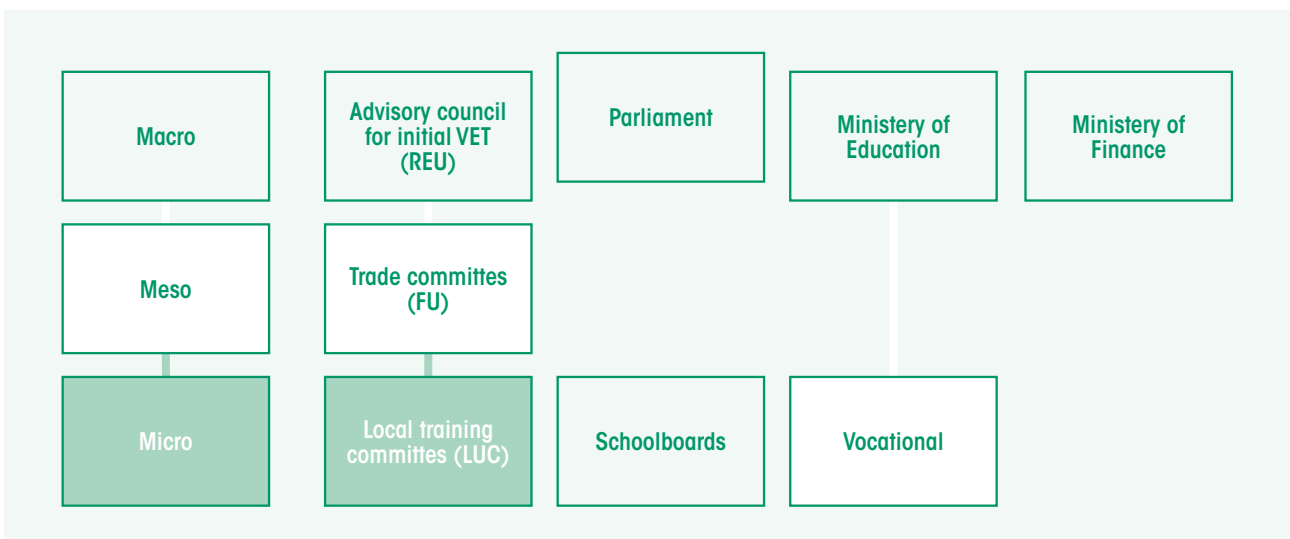 Macro
Advisory council
for initial VET
(REU)
Parliament
Ministery of
Education
Ministery of
Finance
Meso
Trade committes
(FU)
Micro
Local training
committes (LUC)
Schoolboards
Vocational